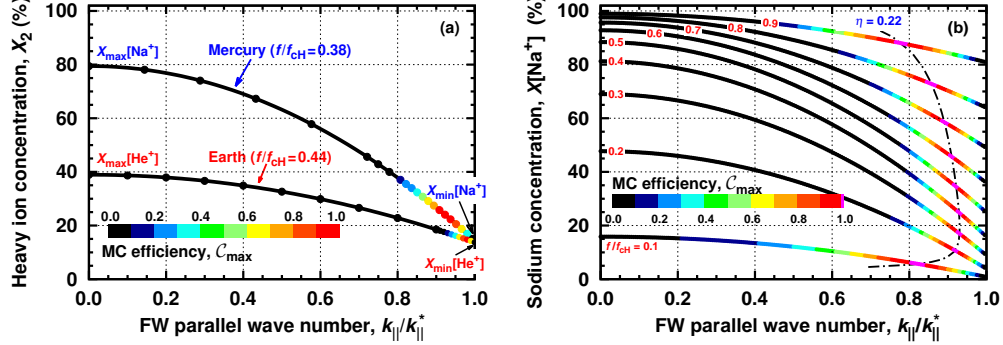 Heavy ion concentration, X2 (%)
100
80
60
40
20
0
(a)
Xmax[Na+]
Mercury (f/fcH=0.38)
Xmax[He+]
Earth (f/fcH=0.44)
Xmin[Na+]
Xmin[He+]
0.0 0.2 0.4 0.6 0.8 1.0
MC efficiency, Cmax
0.0 0.2 0.4 0.6 0.8 1.0
FW parallel wave number, k||/k||*
Sodium concentration, X[Na+] (%)
100
80
60
40
20
0
(b)
η = 0.22
0.9
0.8
0.7
0.6
0.5
0.4
0.3
0.2
f/fcH= 0.1
MC efficiency, Cmax
0.0 0.2 0.4 0.6 0.8 1.0
0.0 0.2 0.4 0.6 0.8 1.0
FW parallel wave number, k||/k||*